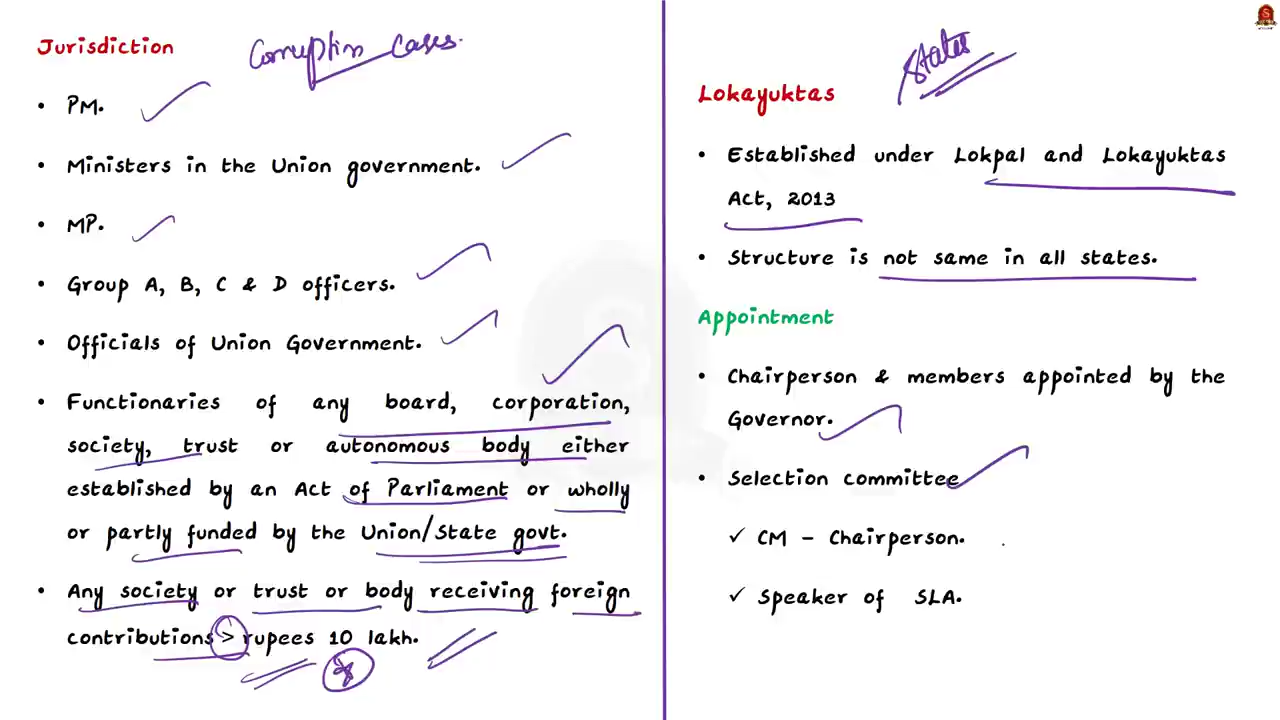 Jurisdiction
Corruption Cases.
• PM.
• Ministers in the Union government.
• MP.
• Group A, B, C & D officers.
• Officials of Union Government.
• Functionaries of any board, corporation,
society, trust or autonomous body either
established by an Act of Parliament or wholly
or partly funded by the Union/State govt.
• Any society or trust or body receiving foreign
contributions > rupees 10 lakh.
States
Lokayuktas
• Established under Lokpal and Lokayuktas
Act, 2013
• Structure is not same in all states.
Appointment
• Chairperson & members appointed by the
Governor.
• Selection committee
✓ CM - Chairperson.
✓ Speaker of SLA.